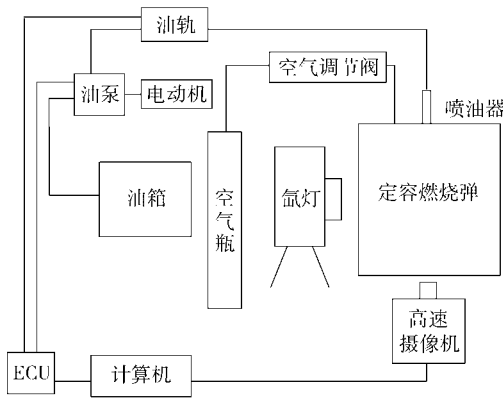 油轨
空气调节阀
油泵
电动机
喷油器
油箱
空气瓶
氙灯
定容燃烧弹
高速
摄像机
ECU
计算机